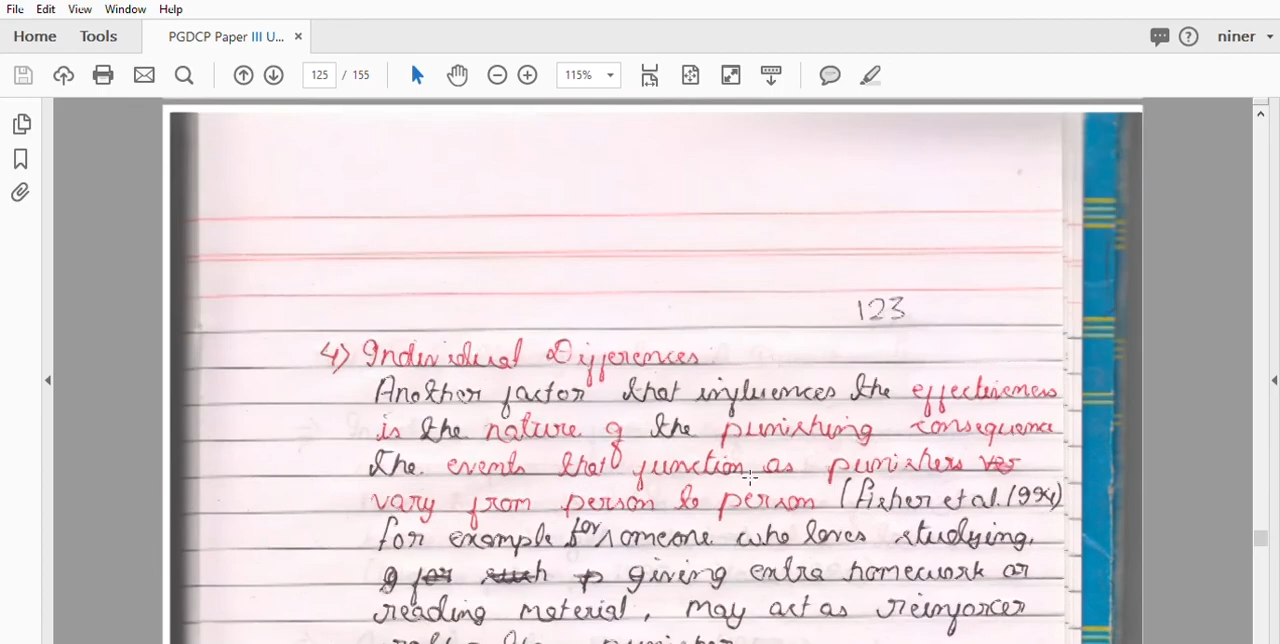 File Edit View Window Help
Home Tools PGDCP Paper III U... × niner
125 / 155 115%
123
4) Individual Differences
Another factor that influences the effectiveness
is the nature of the punishing consequence
The events that function as punishers
vary from person to person (Fisher et al. 1994)
for example for someone who loves studying,
giving extra homework or
reading material, may act as reinforcer